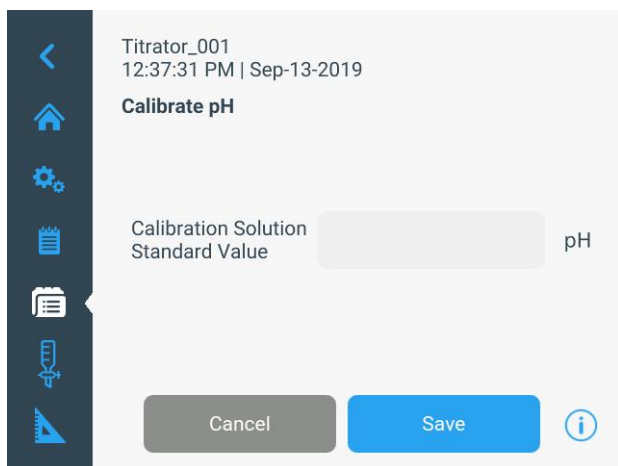 Titrator_001
12:37:31 PM | Sep-13-2019
Calibrate pH
Calibration Solution
Standard Value
pH
Cancel
Save
i